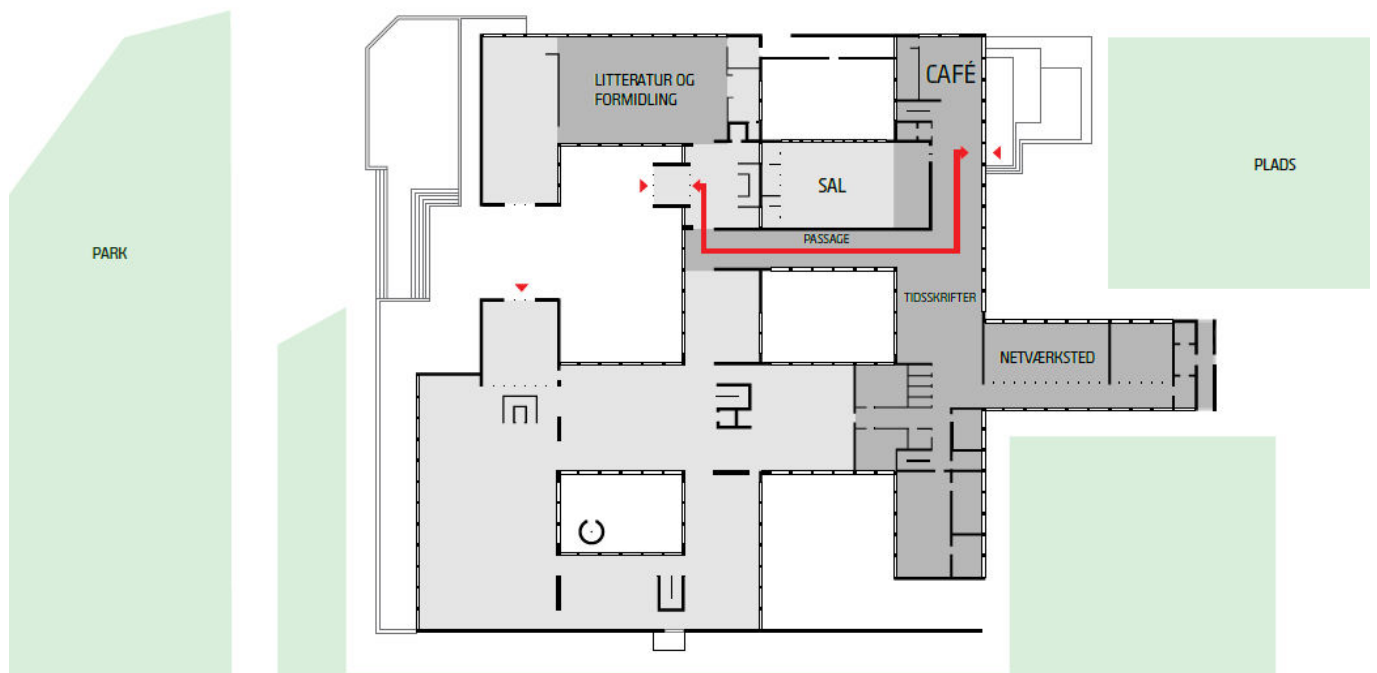 LITTERATUR OG
FORMIDLING
CAFÉ
PLADS
SAL
PARK
PASSAGE
TIDSSKRIFTER
NETVÆRKSTED